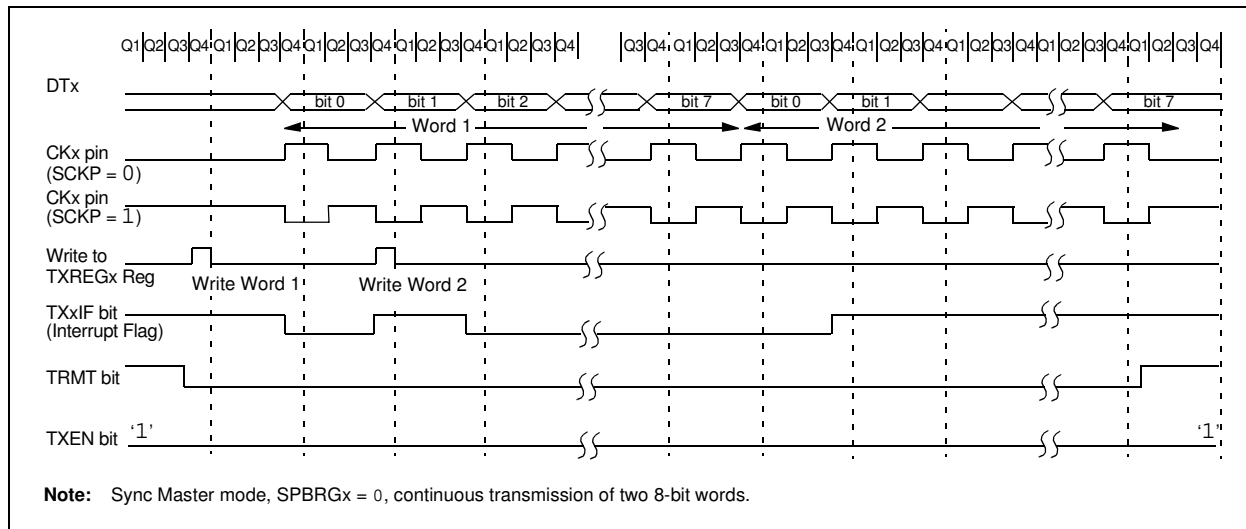 Q1 Q2 Q3 Q4 Q1 Q2 Q3 Q4 Q1 Q2 Q3 Q4 Q1 Q2 Q3 Q4 Q1 Q2 Q3 Q4 Q3 Q4 Q1 Q2 Q3 Q4 Q1 Q2 Q3 Q4 Q1 Q2 Q3 Q4 Q1 Q2 Q3 Q4 Q1 Q2 Q3 Q4 Q1 Q2 Q3 Q4
DTx
bit 0 bit 1 bit 2 bit 7 bit 0 bit 1 bit 7
Word 1 Word 2
CKx pin
(SCKP = 0)
CKx pin
(SCKP = 1)
Write to
TXREGx Reg
Write Word 1 Write Word 2
TXxIF bit
(Interrupt Flag)
TRMT bit
TXEN bit '1' '1'
Note: Sync Master mode, SPBRGx = 0, continuous transmission of two 8-bit words.